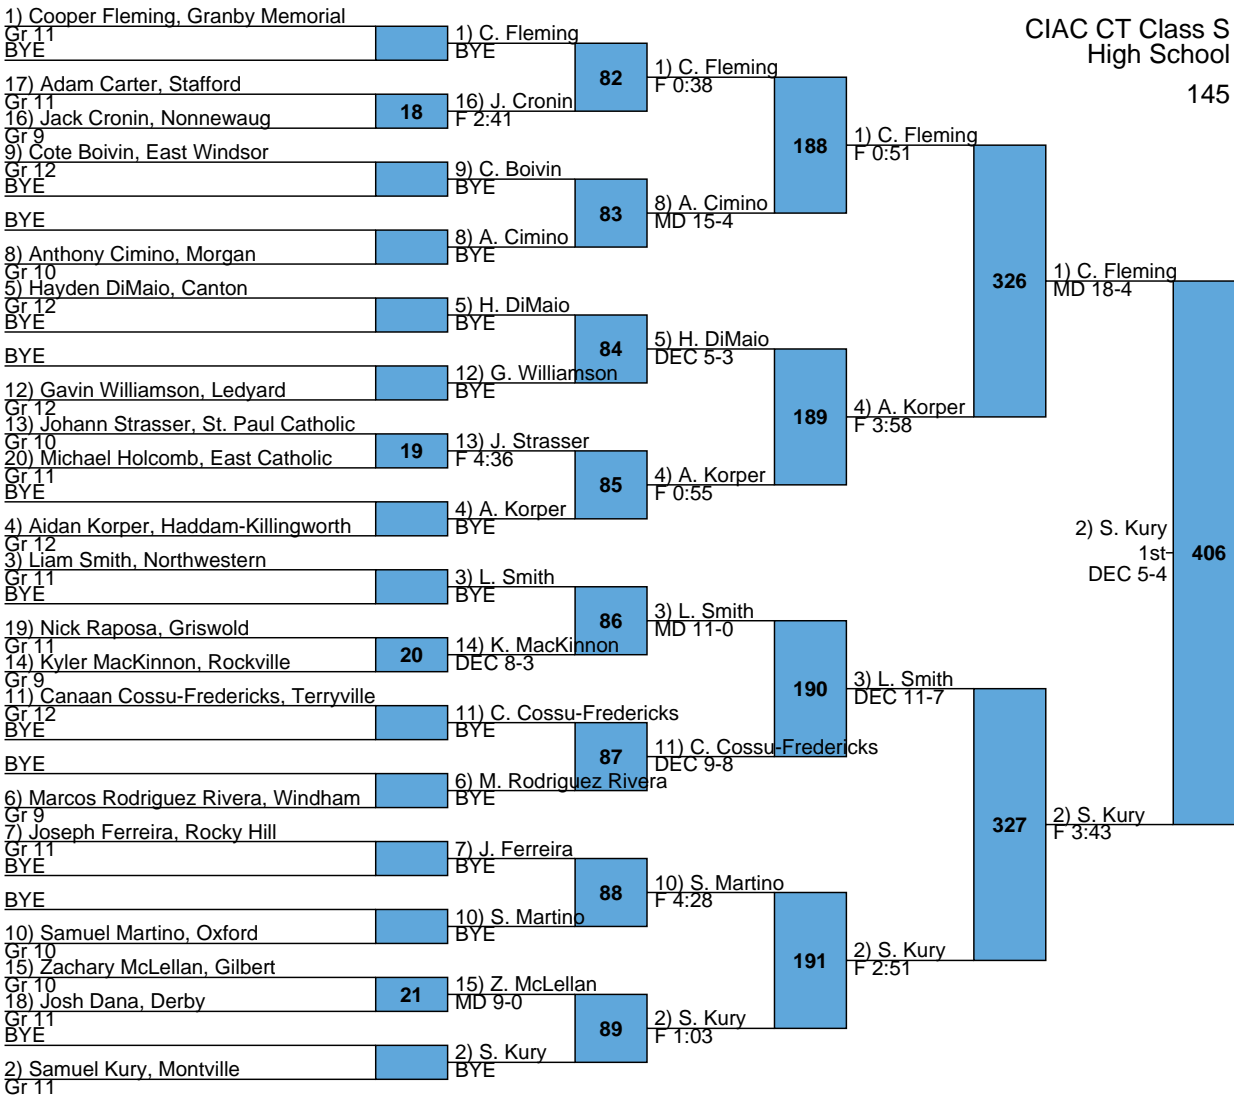 CIAC CT Class S
High School
145
1) Cooper Fleming, Granby Memorial
Gr 11
BYE
17) Adam Carter, Stafford
Gr 11
16) Jack Cronin, Nonnewaug
Gr 9
9) Cote Boivin, East Windsor
Gr 12
BYE
BYE
8) Anthony Cimino, Morgan
Gr 10
5) Hayden DiMaio, Canton
Gr 12
BYE
BYE
12) Gavin Williamson, Ledyard
Gr 12
13) Johann Strasser, St. Paul Catholic
Gr 10
20) Michael Holcomb, East Catholic
Gr 11
BYE
4) Aidan Korper, Haddam-Killingworth
Gr 12
3) Liam Smith, Northwestern
Gr 11
BYE
19) Nick Raposa, Griswold
Gr 11
14) Kyler MacKinnon, Rockville
Gr 9
11) Canaan Cossu-Fredericks, Terryville
Gr 12
BYE
BYE
6) Marcos Rodriguez Rivera, Windham
Gr 9
7) Joseph Ferreira, Rocky Hill
Gr 11
BYE
BYE
10) Samuel Martino, Oxford
Gr 10
15) Zachary McLellan, Gilbert
Gr 10
18) Josh Dana, Derby
Gr 11
BYE
2) Samuel Kury, Montville
Gr 11
18
19
20
21
1) C. Fleming
BYE
16) J. Cronin
F 2:41
9) C. Boivin
BYE
8) A. Cimino
BYE
5) H. DiMaio
BYE
12) G. Williamson
BYE
13) J. Strasser
F 4:36
4) A. Korper
BYE
3) L. Smith
BYE
14) K. MacKinnon
DEC 8-3
11) C. Cossu-Fredericks
BYE
6) M. Rodriguez Rivera
BYE
7) J. Ferreira
BYE
10) S. Martino
BYE
15) Z. McLellan
MD 9-0
2) S. Kury
BYE
82
83
84
85
86
87
88
89
1) C. Fleming
F 0:38
8) A. Cimino
MD 15-4
5) H. DiMaio
DEC 5-3
4) A. Korper
F 0:55
3) L. Smith
MD 11-0
11) C. Cossu-Fredericks
DEC 9-8
10) S. Martino
F 4:28
2) S. Kury
F 1:03
188
189
190
191
1) C. Fleming
F 0:51
4) A. Korper
F 3:58
3) L. Smith
DEC 11-7
2) S. Kury
F 2:51
326
327
1) C. Fleming
MD 18-4
2) S. Kury
F 3:43
406
2) S. Kury
1st
DEC 5-4